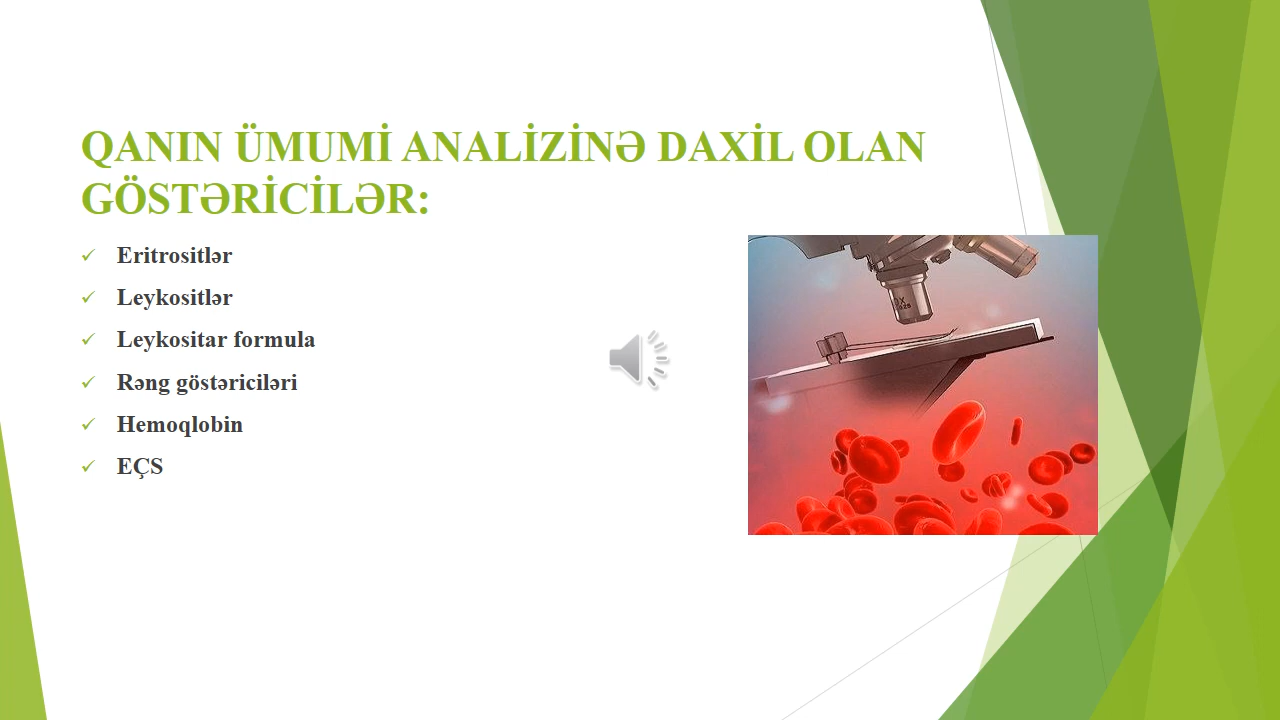 QANIN ÜMUMİ ANALİZİNƏ DAXİL OLAN
GÖSTƏRİCİLƏR:
Eritrositlər
Leykositlər
Leykositar formula
Rəng göstəriciləri
Hemoqlobin
EÇS